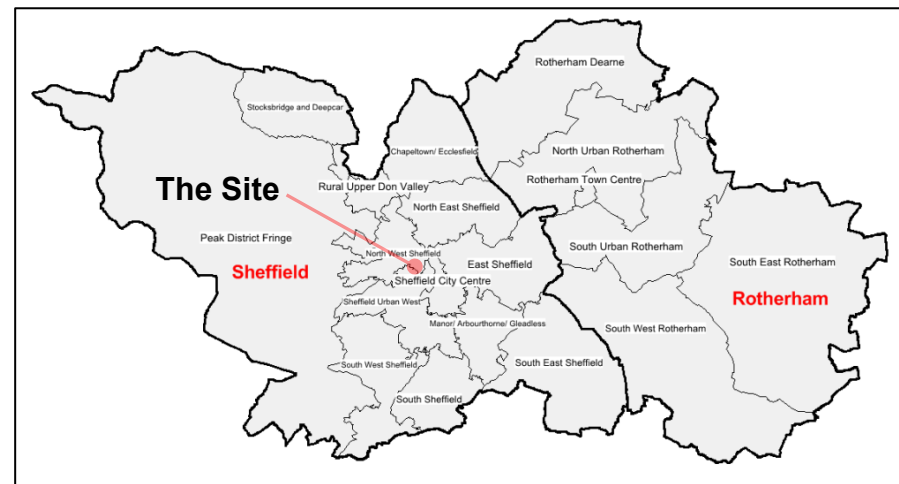 Rotherham Dearne
Stocksbridge and Deepcar
Chapeltown/ Ecclesfield
North Urban Rotherham
Rotherham Town Centre
The Site
Rural Upper Don Valley
North East Sheffield
Peak District Fringe
South Urban Rotherham
North West Sheffield
East Sheffield
South East Rotherham
Sheffield
Sheffield City Centre
Rotherham
Sheffield Urban West
Manor/ Arbourthorne/ Gleadless
South West Rotherham
South West Sheffield
South East Sheffield
South Sheffield